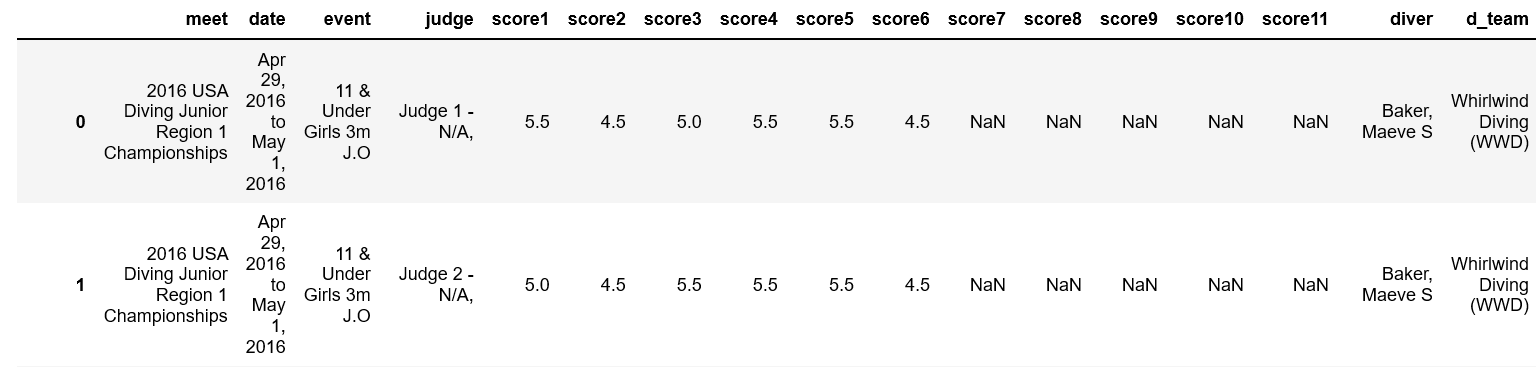 meet date event judge score1 score2 score3 score4 score5 score6 score7 score8 score9 score10 score11 diver d_team
0 2016 USA Diving Junior Region 1 Championships Apr 29, 2016 to May 1, 2016 11 & Under Girls 3m J.O Judge 1 - N/A, 5.5 4.5 5.0 5.5 5.5 4.5 NaN NaN NaN NaN NaN Baker, Maeve S Whirlwind Diving (WWD)
1 2016 USA Diving Junior Region 1 Championships Apr 29, 2016 to May 1, 2016 11 & Under Girls 3m J.O Judge 2 - N/A, 5.0 4.5 5.5 5.5 5.5 4.5 NaN NaN NaN NaN NaN Baker, Maeve S Whirlwind Diving (WWD)